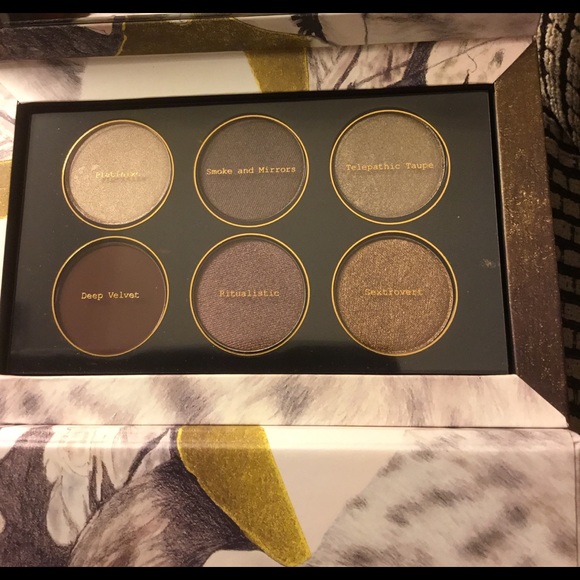 Smoke and Mirrors
Telepathic Taupe
Deep Velvet
Ritualistic
Sextrovert